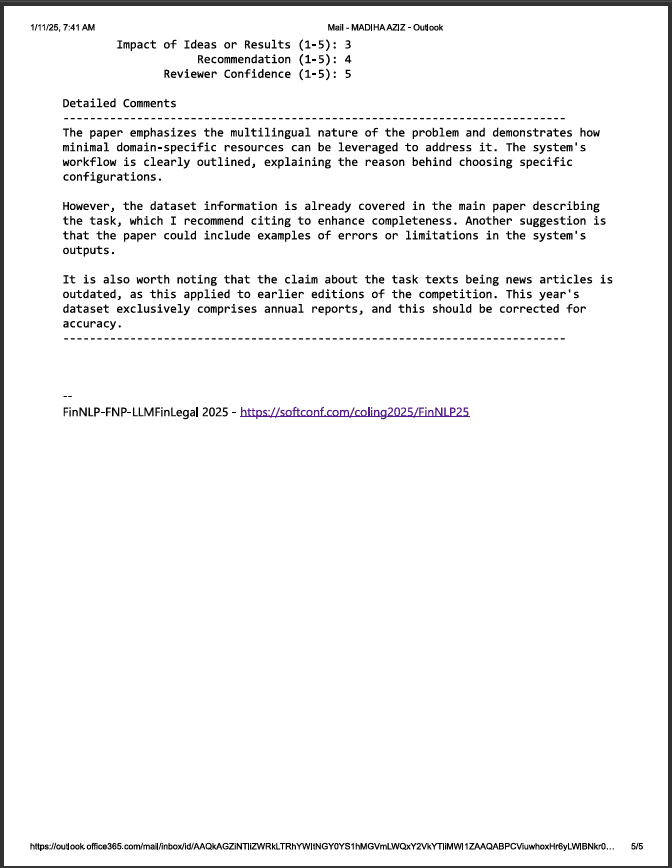 1/11/25, 7:41 AM Mail - MADIHA AZIZ - Outlook
Impact of Ideas or Results (1-5): 3
Recommendation (1-5): 4
Reviewer Confidence (1-5): 5
Detailed Comments
---------------------------------------------------------------------------
The paper emphasizes the multilingual nature of the problem and demonstrates how
minimal domain-specific resources can be leveraged to address it. The system's
workflow is clearly outlined, explaining the reason behind choosing specific
configurations.
However, the dataset information is already covered in the main paper describing
the task, which I recommend citing to enhance completeness. Another suggestion is
that the paper could include examples of errors or limitations in the system's
outputs.
It is also worth noting that the claim about the task texts being news articles is
outdated, as this applied to earlier editions of the competition. This year's
dataset exclusively comprises annual reports, and this should be corrected for
accuracy.
---------------------------------------------------------------------------
--
FinNLP-FNP-LLMFinLegal 2025 - https://softconf.com/coling2025/FinNLP25
5/5